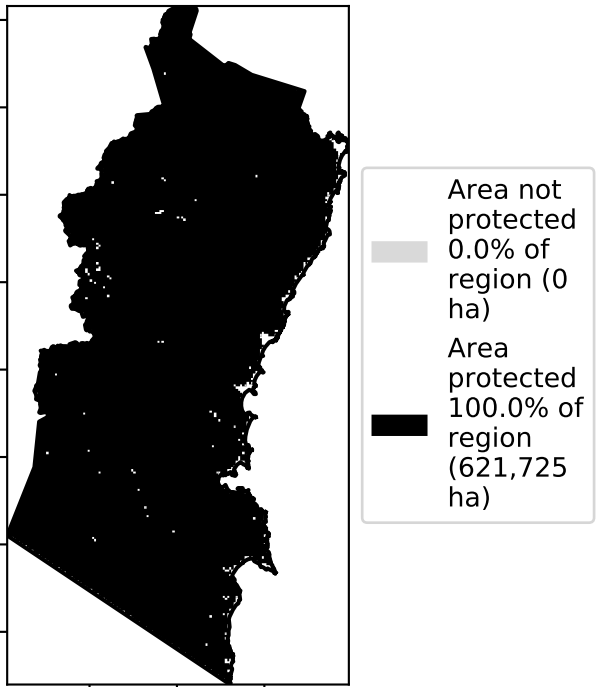 Area not
protected
0.0% of
region (0
ha)
Area
protected
100.0% of
region
(621,725
ha)